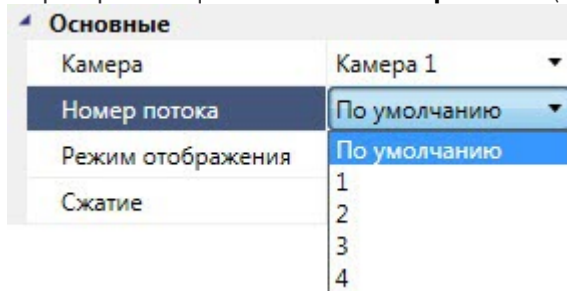 Основные
Камера Камера 1
Номер потока По умолчанию
Режим отображения По умолчанию
1
Сжатие 2
3
4